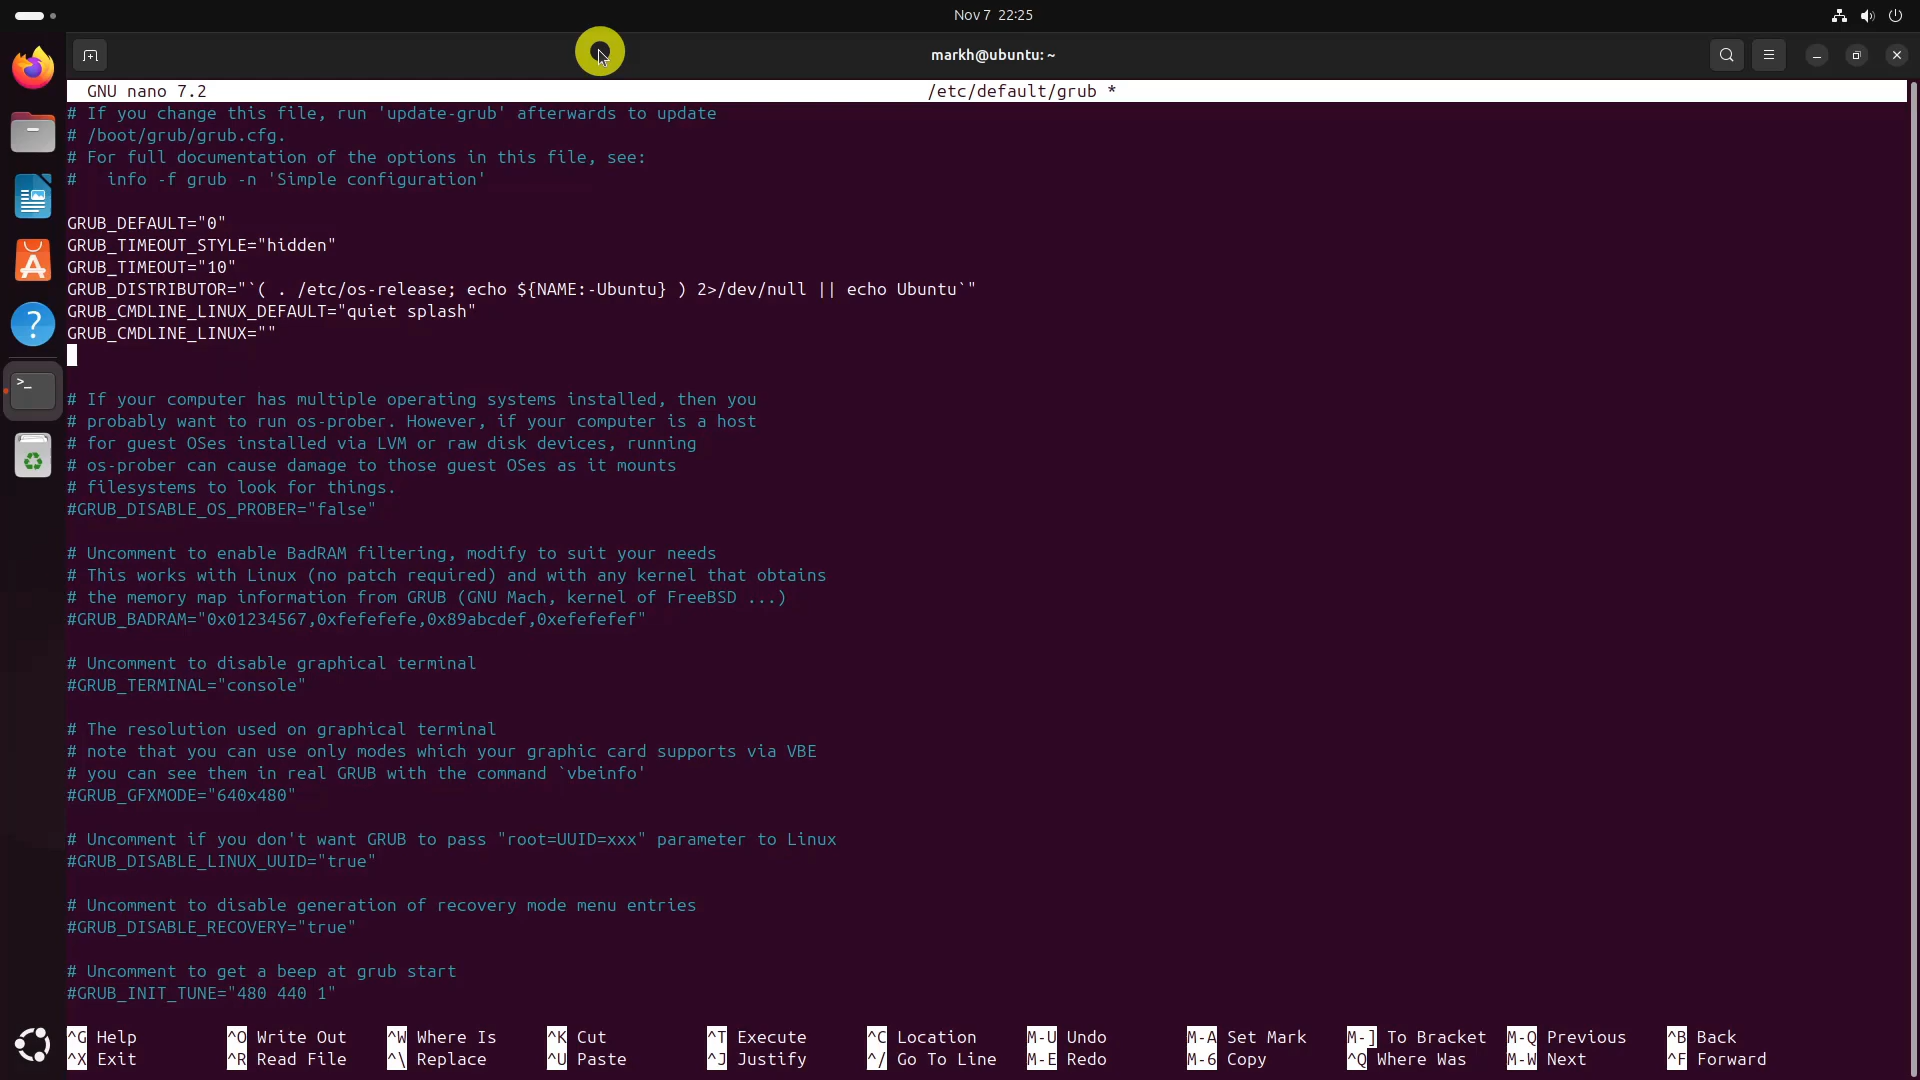 Nov 7 22:25
markh@ubuntu: ~
GNU nano 7.2 /etc/default/grub *
# If you change this file, run 'update-grub' afterwards to update
# /boot/grub/grub.cfg.
# For full documentation of the options in this file, see:
#   info -f grub -n 'Simple configuration'
GRUB_DEFAULT="0"
GRUB_TIMEOUT_STYLE="hidden"
GRUB_TIMEOUT="10"
GRUB_DISTRIBUTOR="`( . /etc/os-release; echo ${NAME:-Ubuntu} ) 2>/dev/null || echo Ubuntu`"
GRUB_CMDLINE_LINUX_DEFAULT="quiet splash"
GRUB_CMDLINE_LINUX=""
# If your computer has multiple operating systems installed, then you
# probably want to run os-prober. However, if your computer is a host
# for guest OSes installed via LVM or raw disk devices, running
# os-prober can cause damage to those guest OSes as it mounts
# filesystems to look for things.
#GRUB_DISABLE_OS_PROBER="false"
# Uncomment to enable BadRAM filtering, modify to suit your needs
# This works with Linux (no patch required) and with any kernel that obtains
# the memory map information from GRUB (GNU Mach, kernel of FreeBSD ...)
#GRUB_BADRAM="0x01234567,0xfefefefe,0x89abcdef,0xefefefef"
# Uncomment to disable graphical terminal
#GRUB_TERMINAL="console"
# The resolution used on graphical terminal
# note that you can use only modes which your graphic card supports via VBE
# you can see them in real GRUB with the command `vbeinfo'
#GRUB_GFXMODE="640x480"
# Uncomment if you don't want GRUB to pass "root=UUID=xxx" parameter to Linux
#GRUB_DISABLE_LINUX_UUID="true"
# Uncomment to disable generation of recovery mode menu entries
#GRUB_DISABLE_RECOVERY="true"
# Uncomment to get a beep at grub start
#GRUB_INIT_TUNE="480 440 1"
^G Help ^O Write Out ^W Where Is ^K Cut ^T Execute ^C Location M-U Undo M-A Set Mark M-] To Bracket M-Q Previous ^B Back
^X Exit ^R Read File ^\ Replace ^U Paste ^J Justify ^/ Go To Line M-E Redo M-6 Copy ^Q Where Was M-W Next ^F Forward